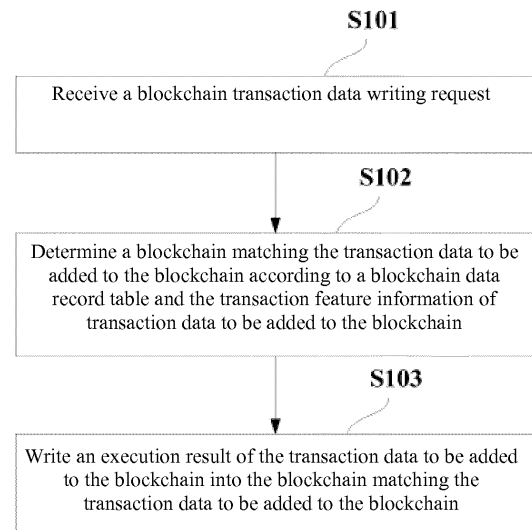 S101
Receive a blockchain transaction data writing request
S102
Determine a blockchain matching the transaction data to be
added to the blockchain according to a blockchain data
record table and the transaction feature information of
transaction data to be added to the blockchain
S103
Write an execution result of the transaction data to be added
to the blockchain into the blockchain matching the
transaction data to be added to the blockchain